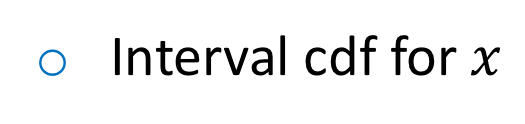 ○ Interval cdf for 𝑥